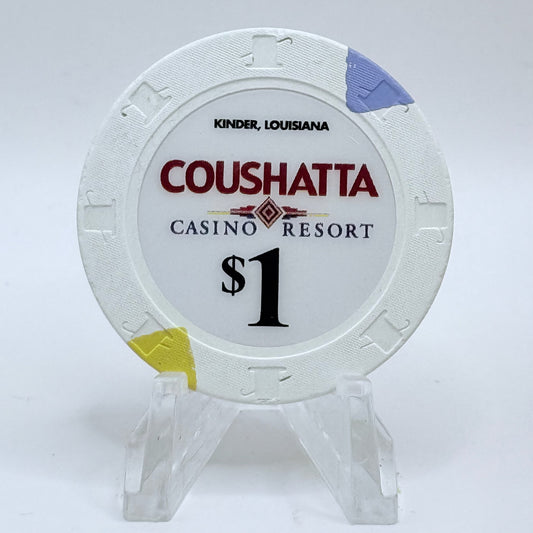 KINDER, LOUISIANA
COUSHATTA
CASINO RESORT
$1